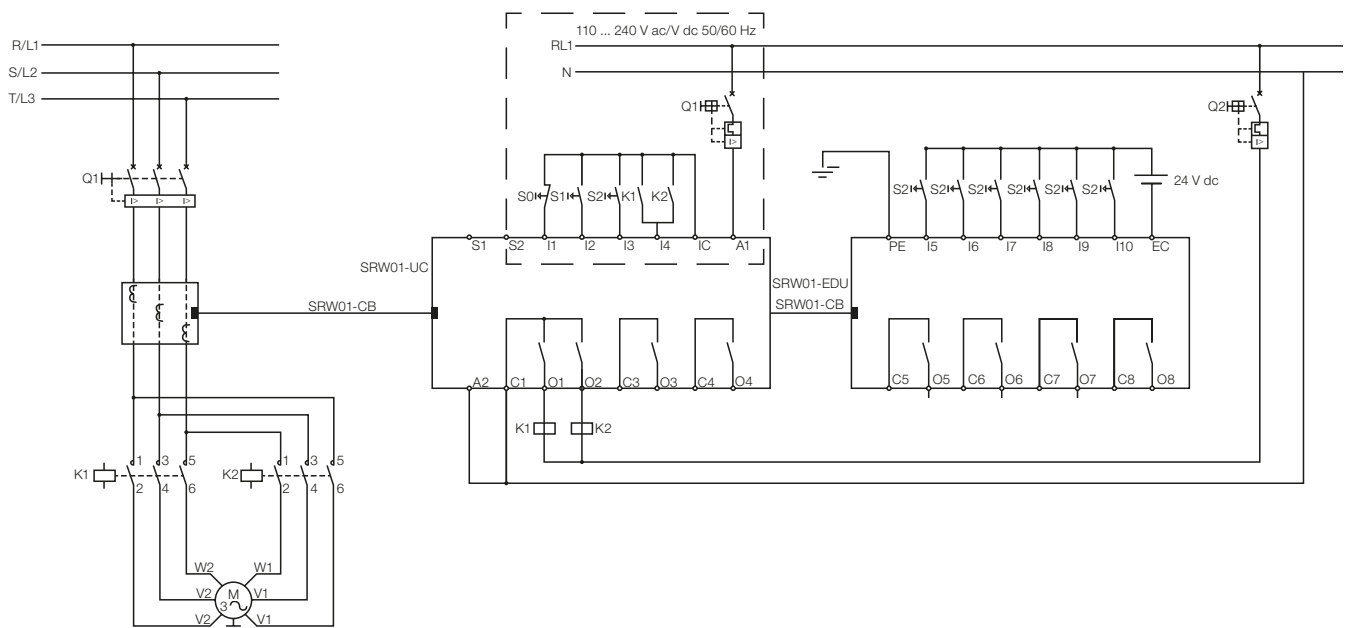 110 ... 240 V ac/V dc 50/60 Hz
R/L1
RL1
S/L2
N
T/L3
Q1
I>
Q2
I>
Q1
I> I> I>
S0 S1 S2 K1 K2
S2 S2 S2 S2 S2 S2
24 V dc
S1 S2 I1 I2 I3 I4 IC A1
PE I5 I6 I7 I8 I9 I10 EC
SRW01-UC
SRW01-EDU
SRW01-CB
SRW01-CB
A2 C1 O1 O2 C3 O3 C4 O4
C5 O5 C6 O6 C7 O7 C8 O8
K1 K2
1 3 5
1 3 5
K1
K2
2 4 6
2 4 6
W2 W1
V2 M V1
3
V2 V1